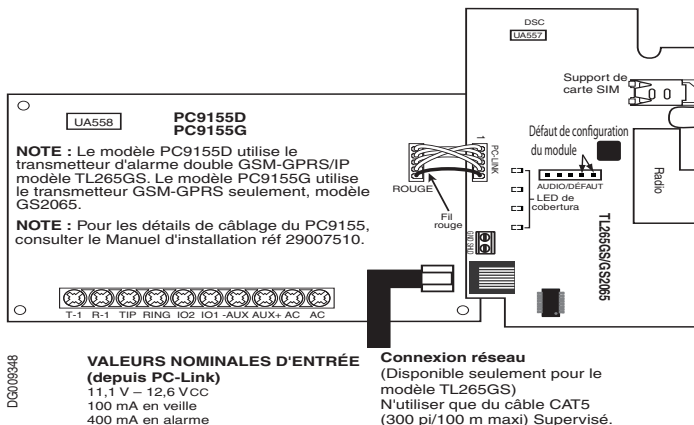 DSC
UA557
Support de
carte SIM
UA558
PC9155D
PC9155G
NOTE : Le modèle PC9155D utilise le
transmetteur d'alarme double GSM-GPRS/IP
modèle TL265GS. Le modèle PC9155G utilise
le transmetteur GSM-GPRS seulement, modèle
GS2065.
NOTE : Pour les détails de câblage du PC9155,
consulter le Manuel d'installation réf 29007510.
ROUGE
Fil
rouge
1
PC-LINK
Défaut de configuration
du module
AUDIO/DÉFAUT
LED de
cobertura
Radio
TL265GS/GS2065
GND SHLD
T-1 R-1 TIP RING IO2 IO1 -AUX AUX+ AC AC
DG009348
VALEURS NOMINALES D'ENTRÉE
(depuis PC-Link)
11,1 V – 12,6 VCC
100 mA en veille
400 mA en alarme
Connexion réseau
(Disponible seulement pour le
modèle TL265GS)
N'utiliser que du câble CAT5
(300 pi/100 m maxi) Supervisé.